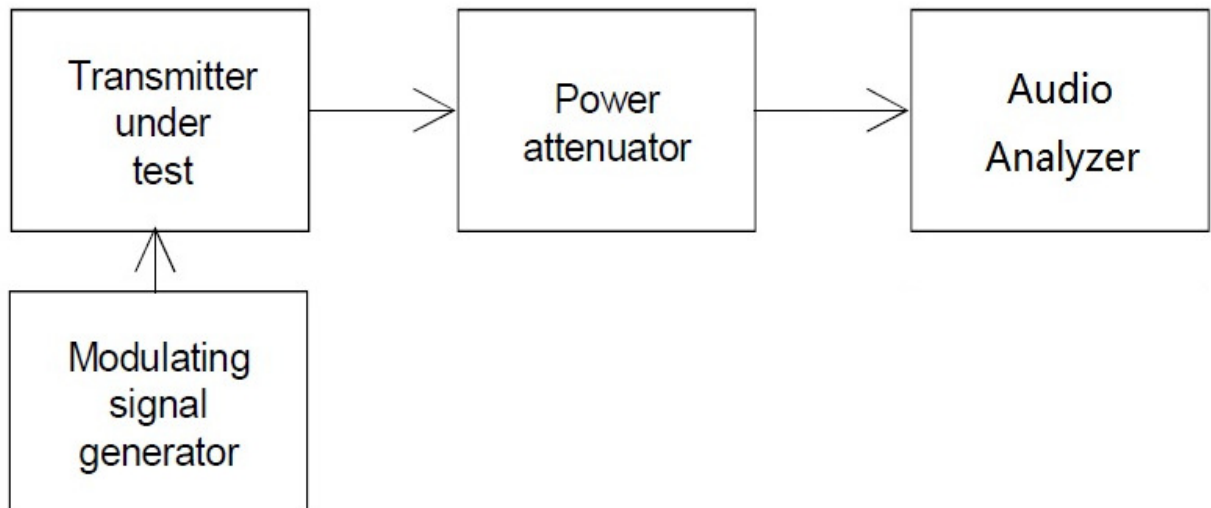 Transmitter
under
test
Power
attenuator
Audio
Analyzer
Modulating
signal
generator